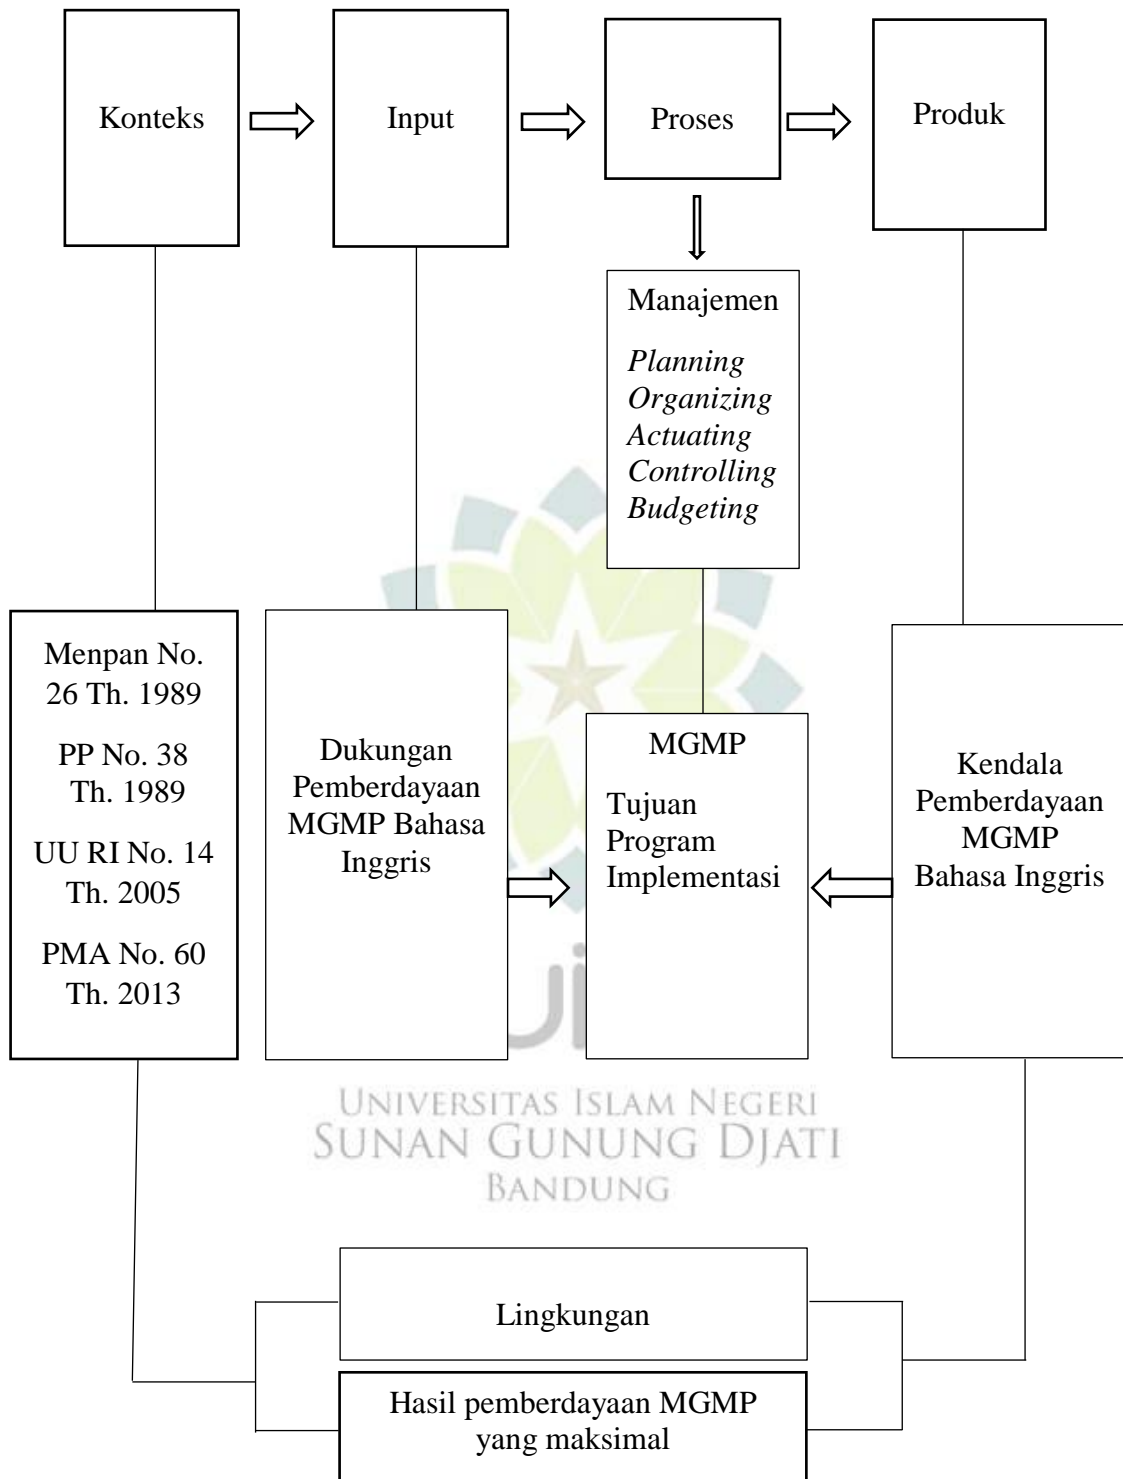 Konteks
Input
Proses
Produk
Manajemen
Planning
Organizing
Actuating
Controlling
Budgeting
Menpan No.
26 Th. 1989
PP No. 38
Th. 1989
UU RI No. 14
Th. 2005
PMA No. 60
Th. 2013
Dukungan
Pemberdayaan
MGMP Bahasa
Inggris
MGMP
Tujuan
Program
Implementasi
Kendala
Pemberdayaan
MGMP
Bahasa Inggris
UNIVERSITAS ISLAM NEGERI
SUNAN GUNUNG DJATI
BANDUNG
Lingkungan
Hasil pemberdayaan MGMP
yang maksimal